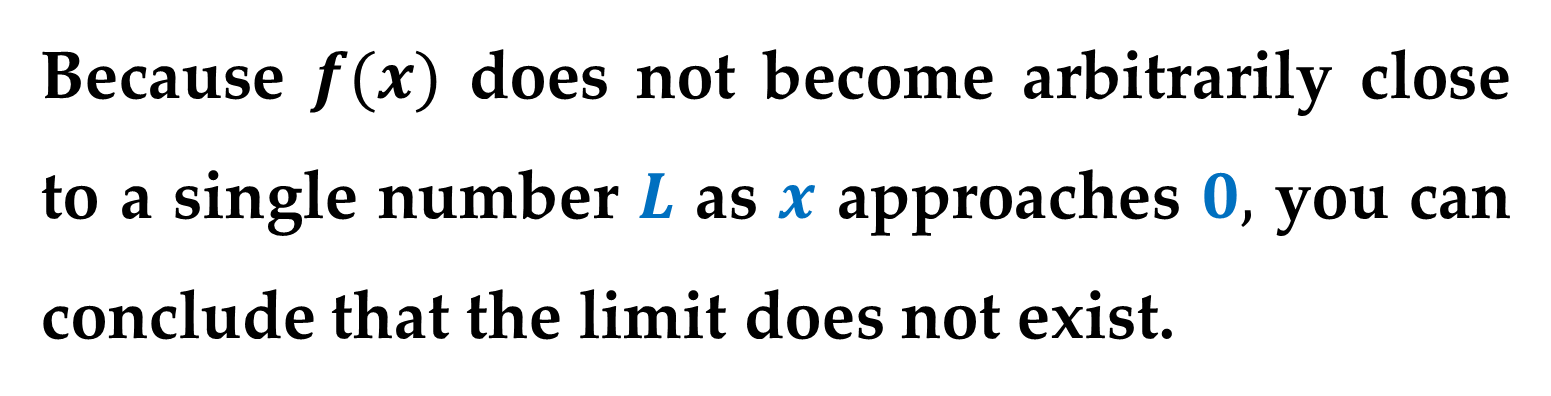 Because f(x) does not become arbitrarily close
to a single number L as x approaches 0, you can
conclude that the limit does not exist.